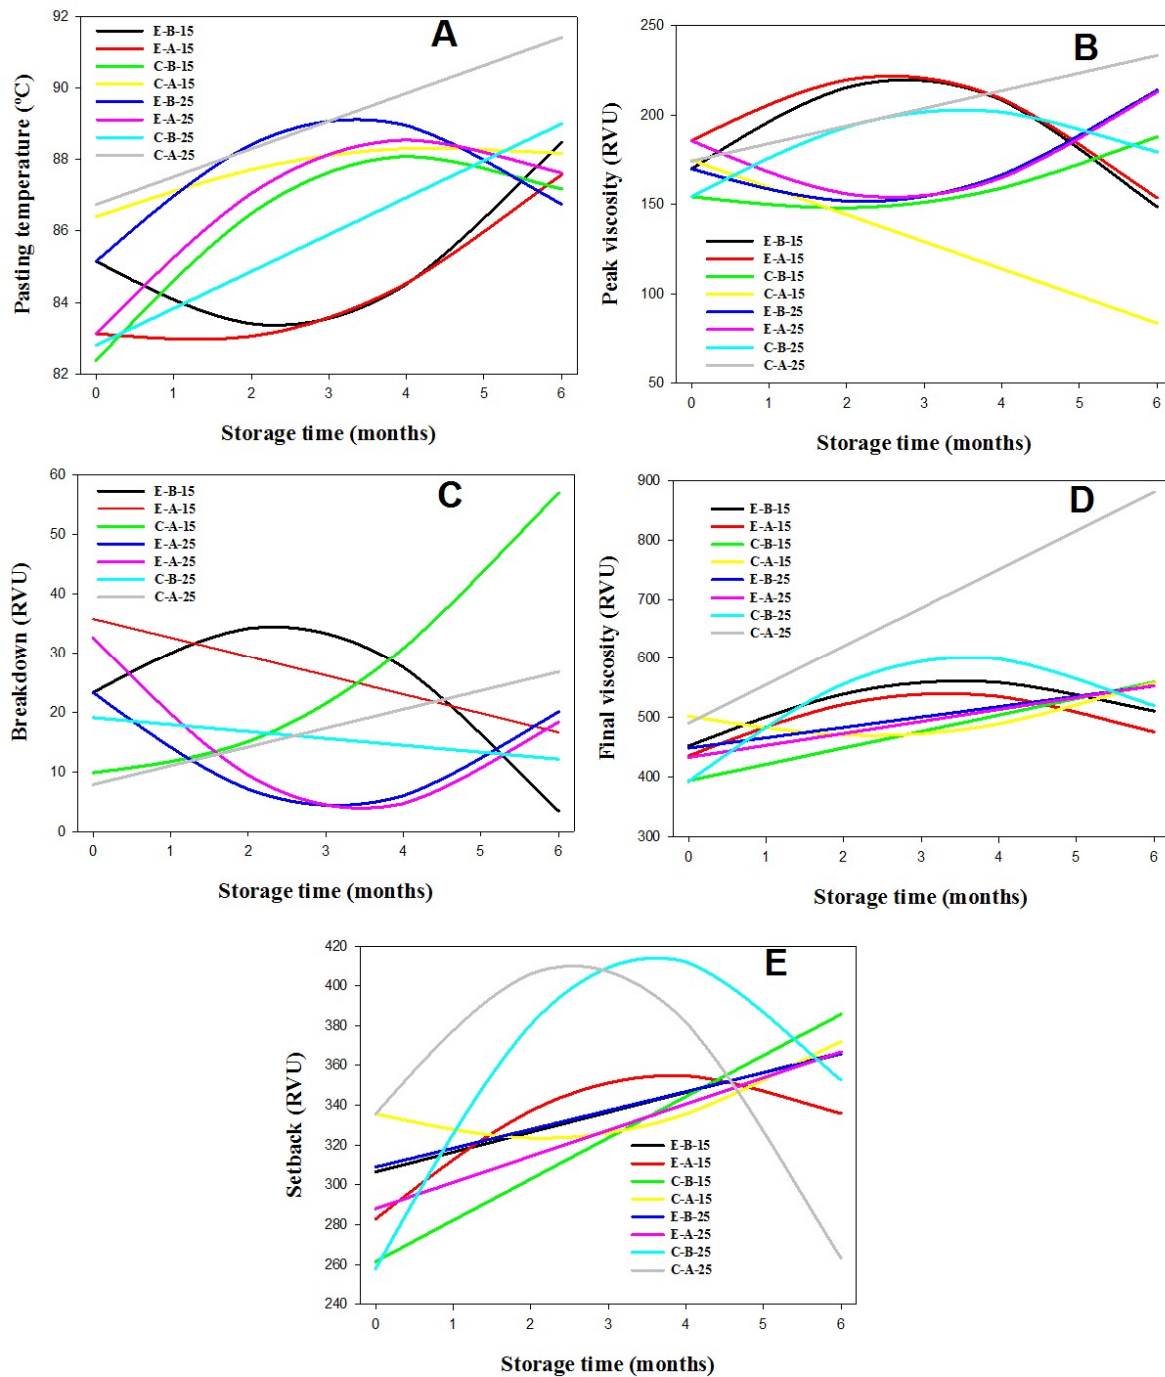 A
92
90
88
86
84
82
Pasting temperature (ºC)
E-B-15
E-A-15
C-B-15
C-A-15
E-B-25
E-A-25
C-B-25
C-A-25
0 1 2 3 4 5 6
Storage time (months)
B
250
200
150
100
50
Peak viscosity (RVU)
E-B-15
E-A-15
C-B-15
C-A-15
E-B-25
E-A-25
C-B-25
C-A-25
0 1 2 3 4 5 6
Storage time (months)
C
60
50
40
30
20
10
0
Breakdown (RVU)
E-B-15
E-A-15
C-A-15
E-A-25
E-A-25
C-B-25
C-A-25
0 1 2 3 4 5 6
Storage time (months)
D
900
800
700
600
500
400
300
Final viscosity (RVU)
E-B-15
E-A-15
C-B-15
C-A-15
E-B-25
E-A-25
C-B-25
C-A-25
0 1 2 3 4 5 6
Storage time (months)
E
420
400
380
360
340
320
300
280
260
240
Setback (RVU)
E-B-15
E-A-15
C-B-15
C-A-15
E-B-25
E-A-25
C-B-25
C-A-25
0 1 2 3 4 5 6
Storage time (months)